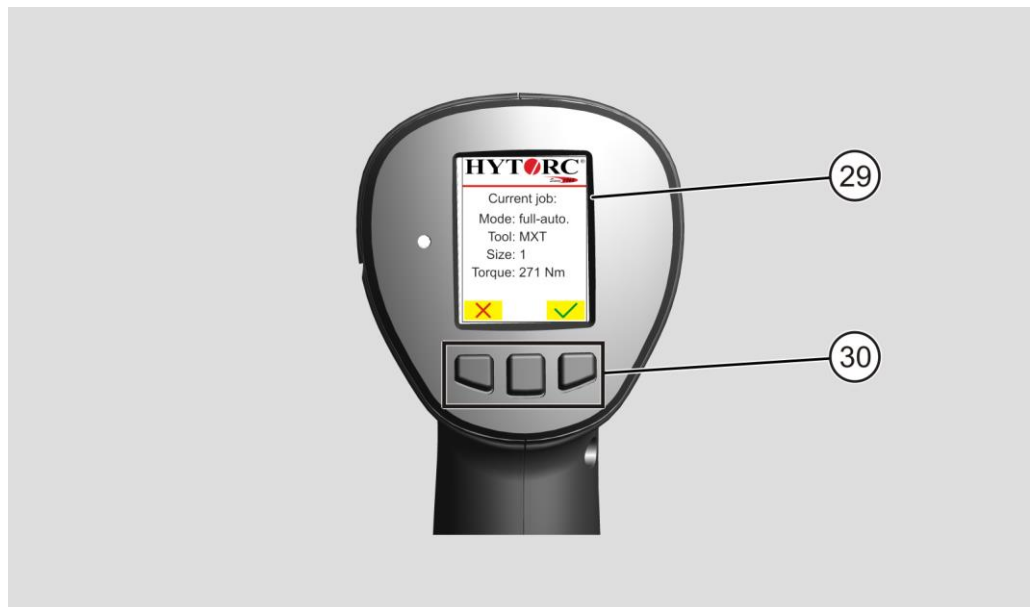 HYTORC®
Current job:
Mode: full-auto.
Tool: MXT
Size: 1
Torque: 271 Nm
29
30